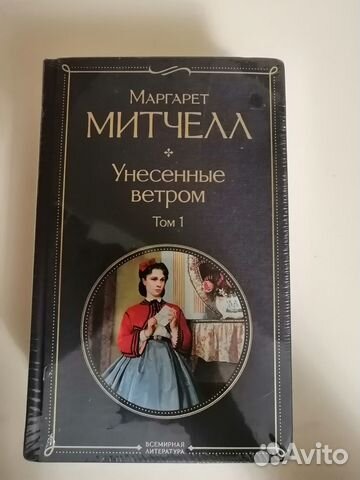 Маргарет
МИТЧЕЛЛ
Унесенные
ветром
Том 1
ВСЕМИРНАЯ
ЛИТЕРАТУРА
Avito